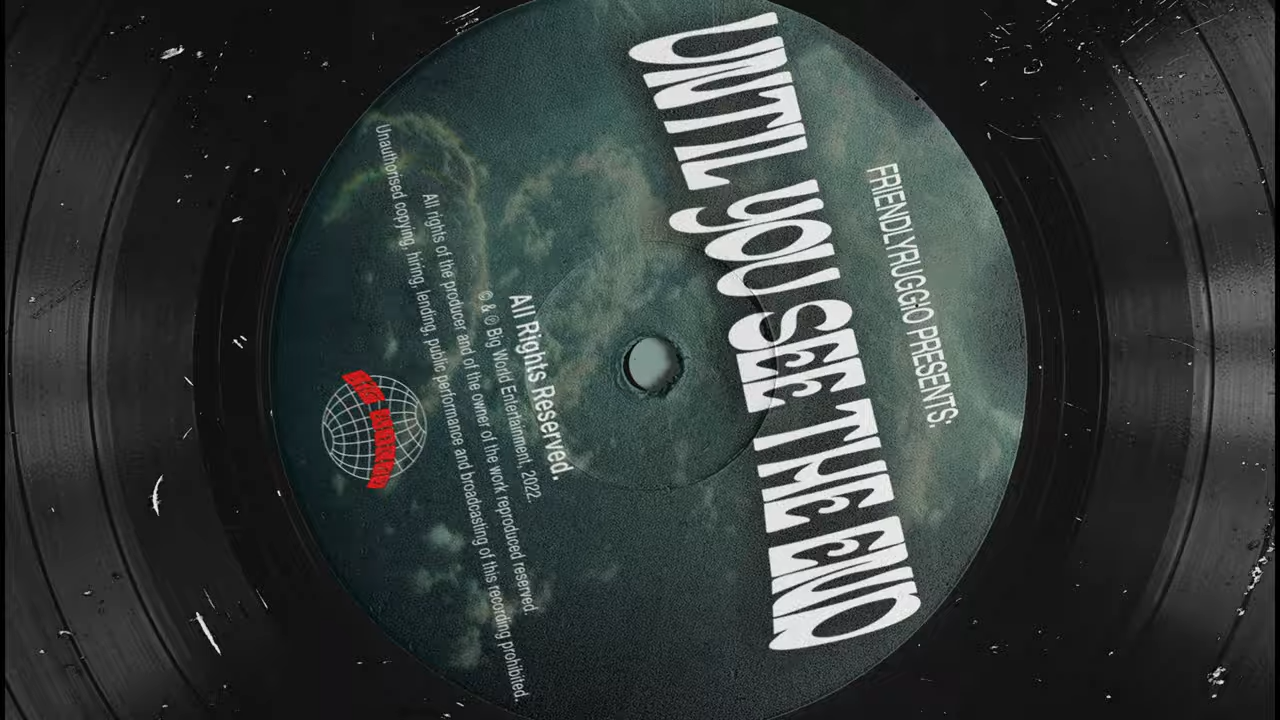 FRIENDLYRUGGIO PRESENTS:
UNTIL YOU SEE THE END
All Rights Reserved.
© & ℗ Big World Entertainment, 2022.
All rights of the producer and of the owner of the work reproduced reserved.
Unauthorised copying, hiring, lending, public performance and broadcasting of this recording prohibited.
BIG WORLD